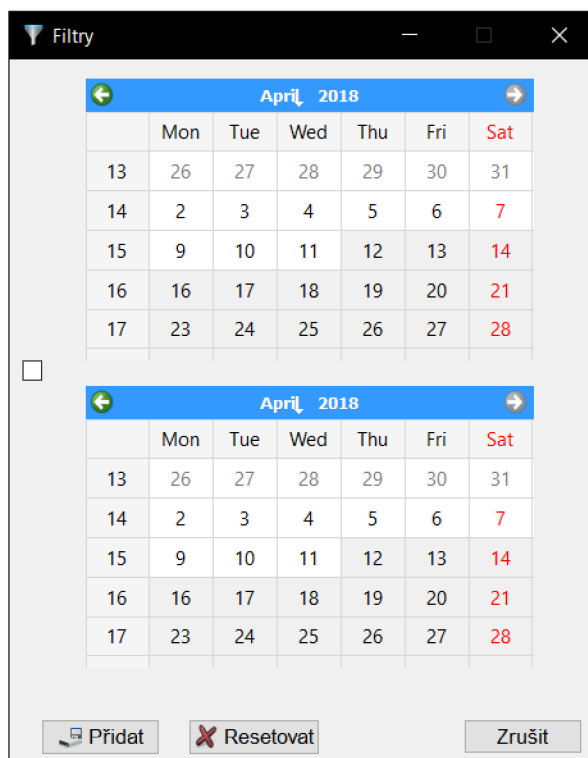 Filtry
April 2018
Mon Tue Wed Thu Fri Sat
13 26 27 28 29 30 31
14 2 3 4 5 6 7
15 9 10 11 12 13 14
16 16 17 18 19 20 21
17 23 24 25 26 27 28
April 2018
Mon Tue Wed Thu Fri Sat
13 26 27 28 29 30 31
14 2 3 4 5 6 7
15 9 10 11 12 13 14
16 16 17 18 19 20 21
17 23 24 25 26 27 28
Přidat Resetovat Zrušit